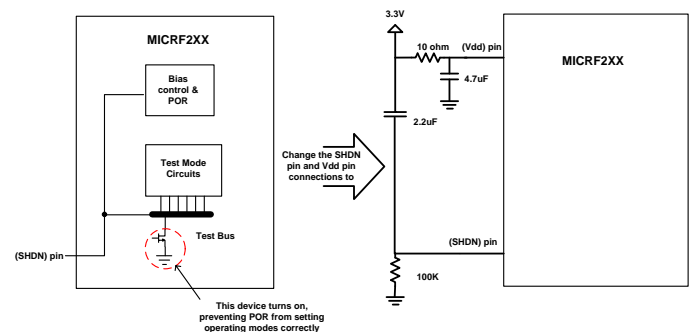 MICRF2XX
Bias
control &
POR
Test Mode
Circuits
Test Bus
(SHDN) pin
This device turns on,
preventing POR from setting
operating modes correctly
Change the SHDN
pin and Vdd pin
connections to
3.3V
10 ohm
(Vdd) pin
4.7uF
2.2uF
MICRF2XX
(SHDN) pin
100K